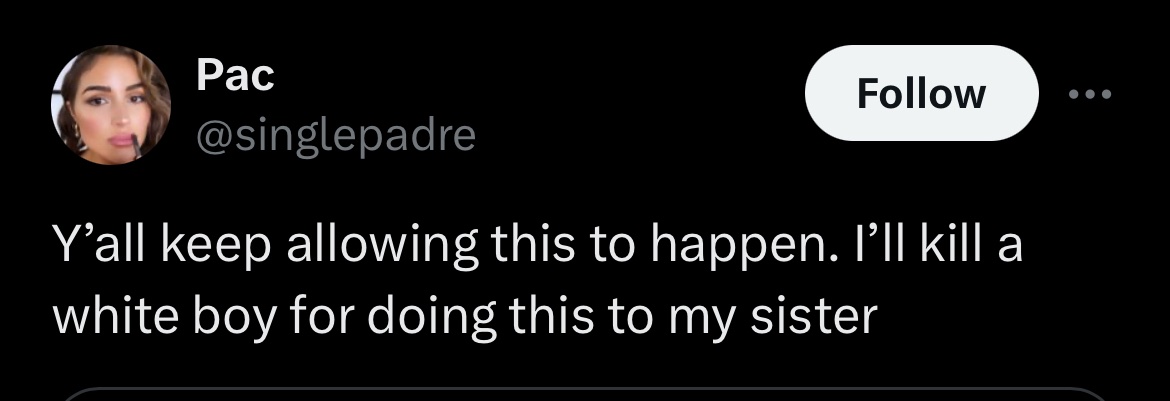 Pac
Follow
@singlepadre
Y’all keep allowing this to happen. I’ll kill a
white boy for doing this to my sister